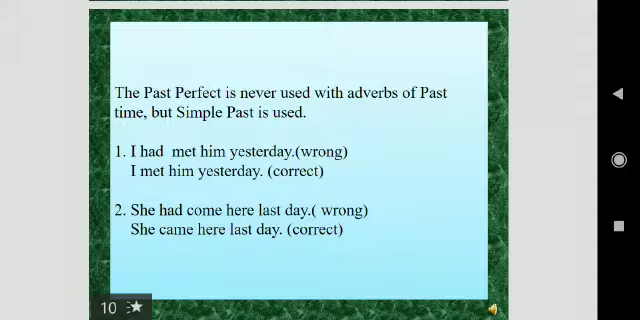 The Past Perfect is never used with adverbs of Past
time, but Simple Past is used.
1. I had  met him yesterday.(wrong)
I met him yesterday. (correct)
2. She had come here last day.( wrong)
She came here last day. (correct)
10